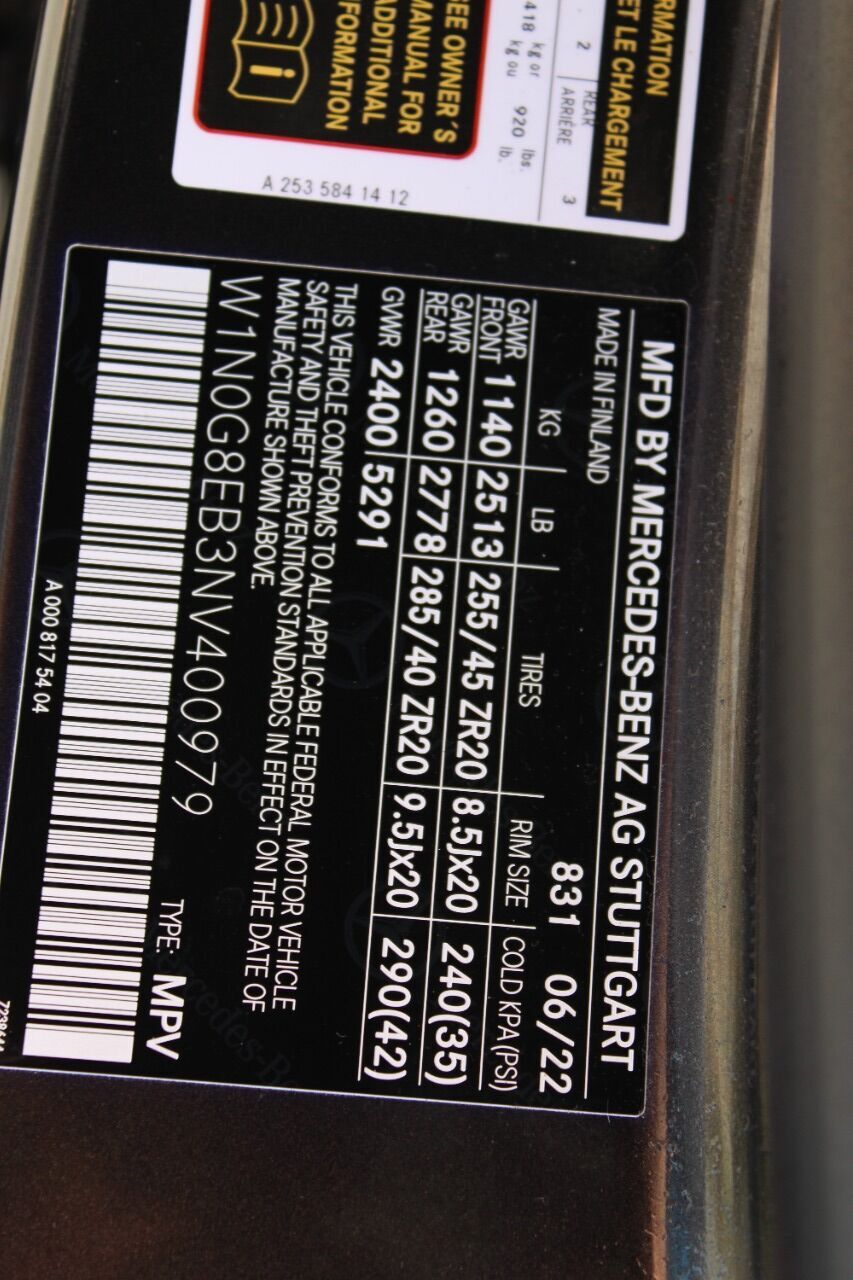 RMATION
ET LE CHARGEMENT
2 REAR 3
ARRIÈRE
418 kg or 920 lbs.
kg ou lb.
EE OWNER'S
MANUAL FOR
ADDITIONAL
FORMATION
A 253 584 14 12
MFD BY MERCEDES-BENZ AG STUTTGART
MADE IN FINLAND 831 06/22
KG LB TIRES RIM SIZE COLD KPA (PSI)
GAWR FRONT 1140 2513 255/45 ZR20 8.5Jx20 240(35)
GAWR REAR 1260 2778 285/40 ZR20 9.5Jx20 290(42)
GVWR 2400 5291
THIS VEHICLE CONFORMS TO ALL APPLICABLE FEDERAL MOTOR VEHICLE
SAFETY AND THEFT PREVENTION STANDARDS IN EFFECT ON THE DATE OF
MANUFACTURE SHOWN ABOVE.
W1N0G8EB3NV400979 TYPE: MPV
A 000 817 54 04